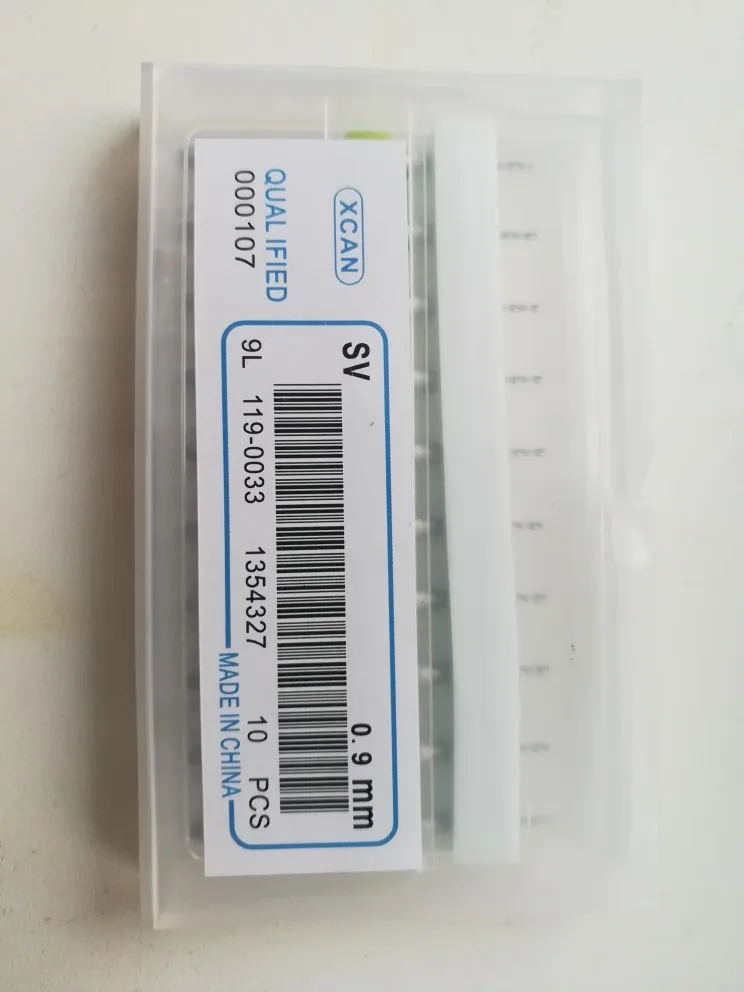 XCAN
QUALIFIED
000107
SV 0.9 mm
9L 119-0033 1354327 10 PCS
MADE IN CHINA